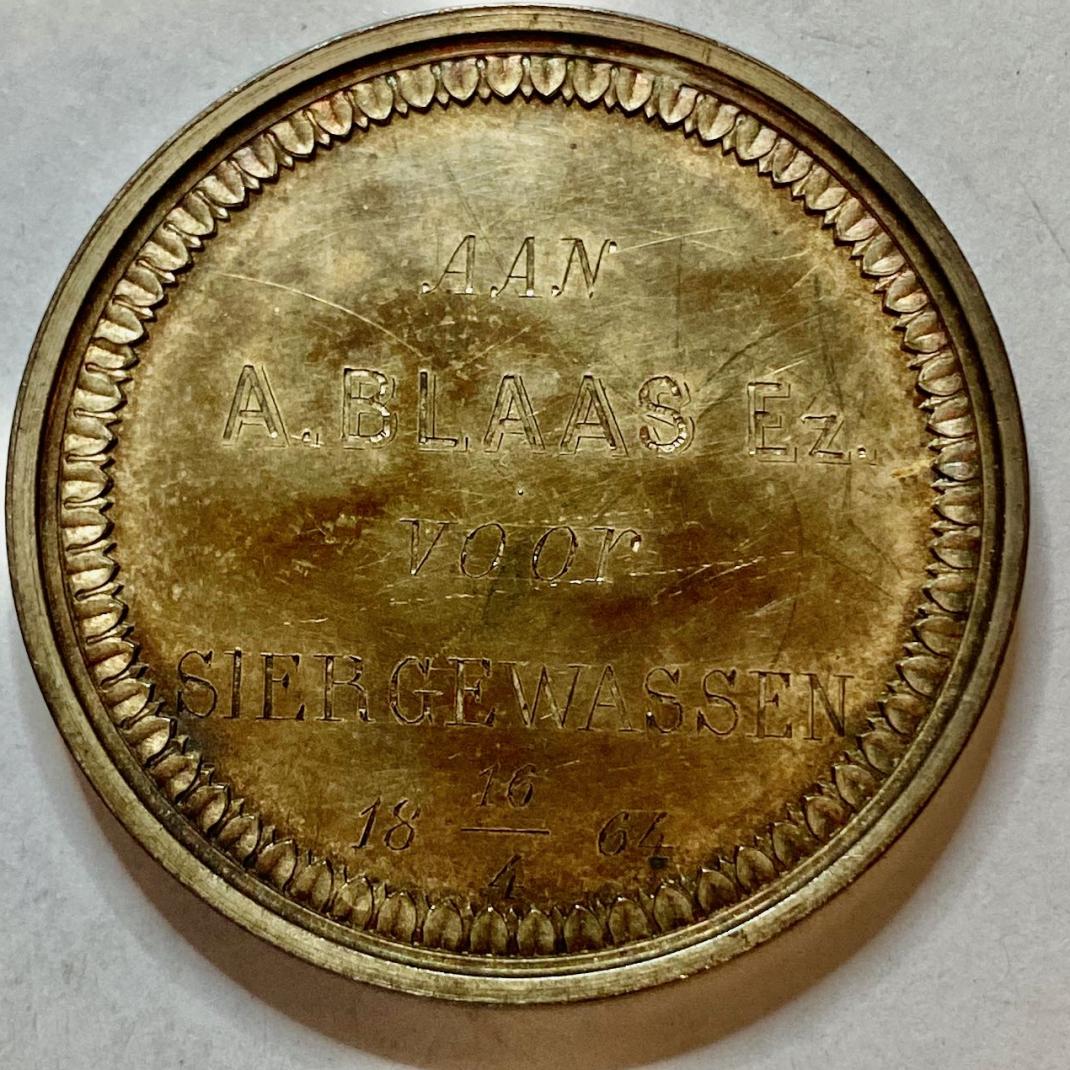 AAN
A. BLAAS Ez.
voor
SIERGEWASSEN
18 16/4 64